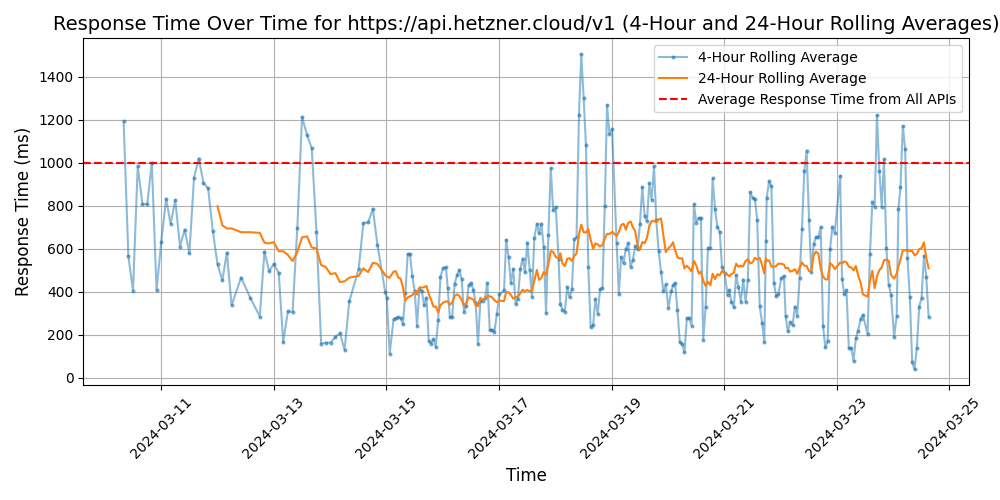 Response Time Over Time for https://api.hetzner.cloud/v1 (4-Hour and 24-Hour Rolling Averages)
4-Hour Rolling Average
24-Hour Rolling Average
Average Response Time from All APIs
Response Time (ms)
1400
1200
1000
800
600
400
200
0
2024-03-11
2024-03-13
2024-03-15
2024-03-17
2024-03-19
2024-03-21
2024-03-23
2024-03-25
Time